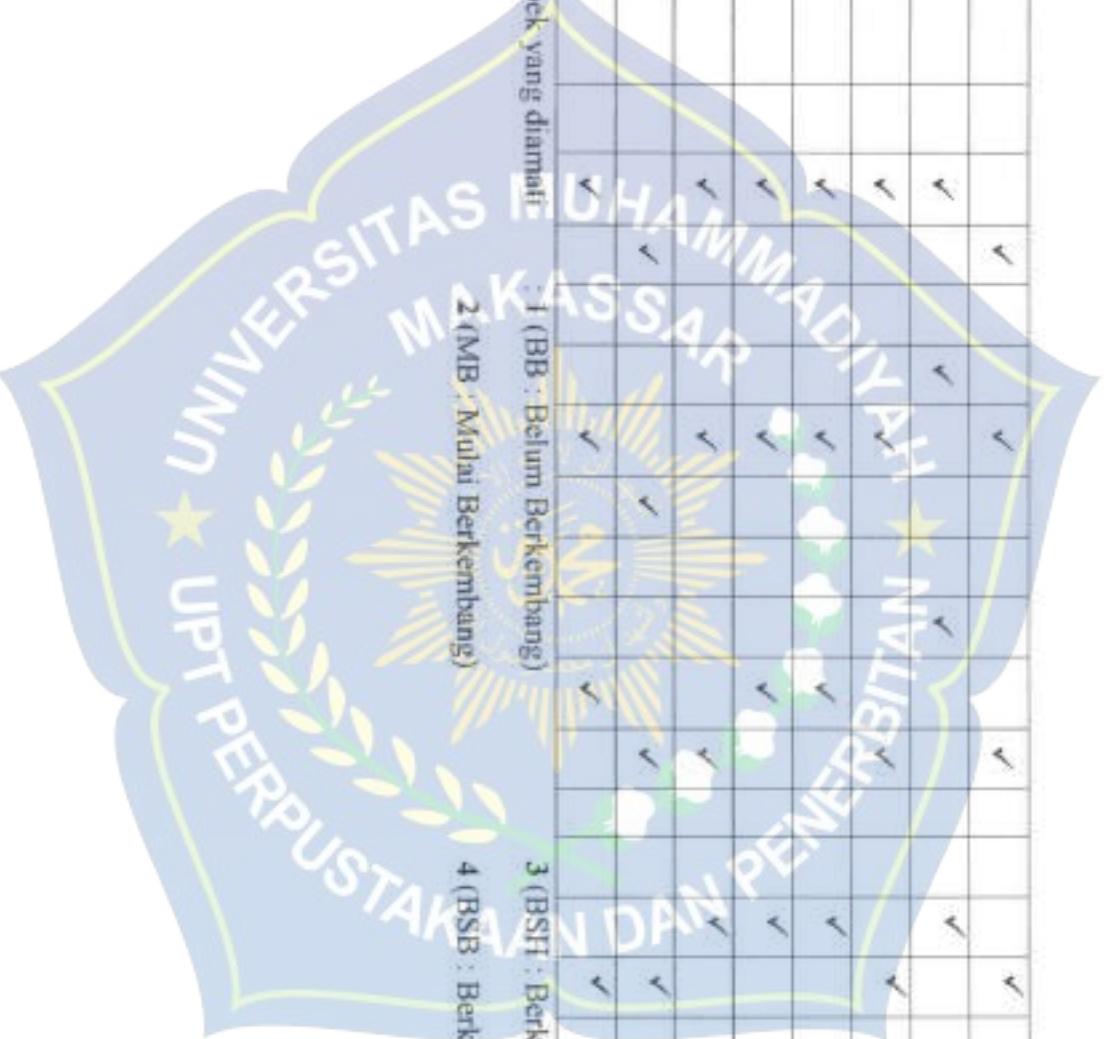 ek yang diamati : 1 (BB : Belum Berkembang) 3 (BSH : Berk
2 (MB : Mulai Berkembang) 4 (BSB : Berk
UNIVERSITAS MUHAMMADIYAH
MAKASSAR
UPT PERPUSTAKAAN DAN PENERBITAN